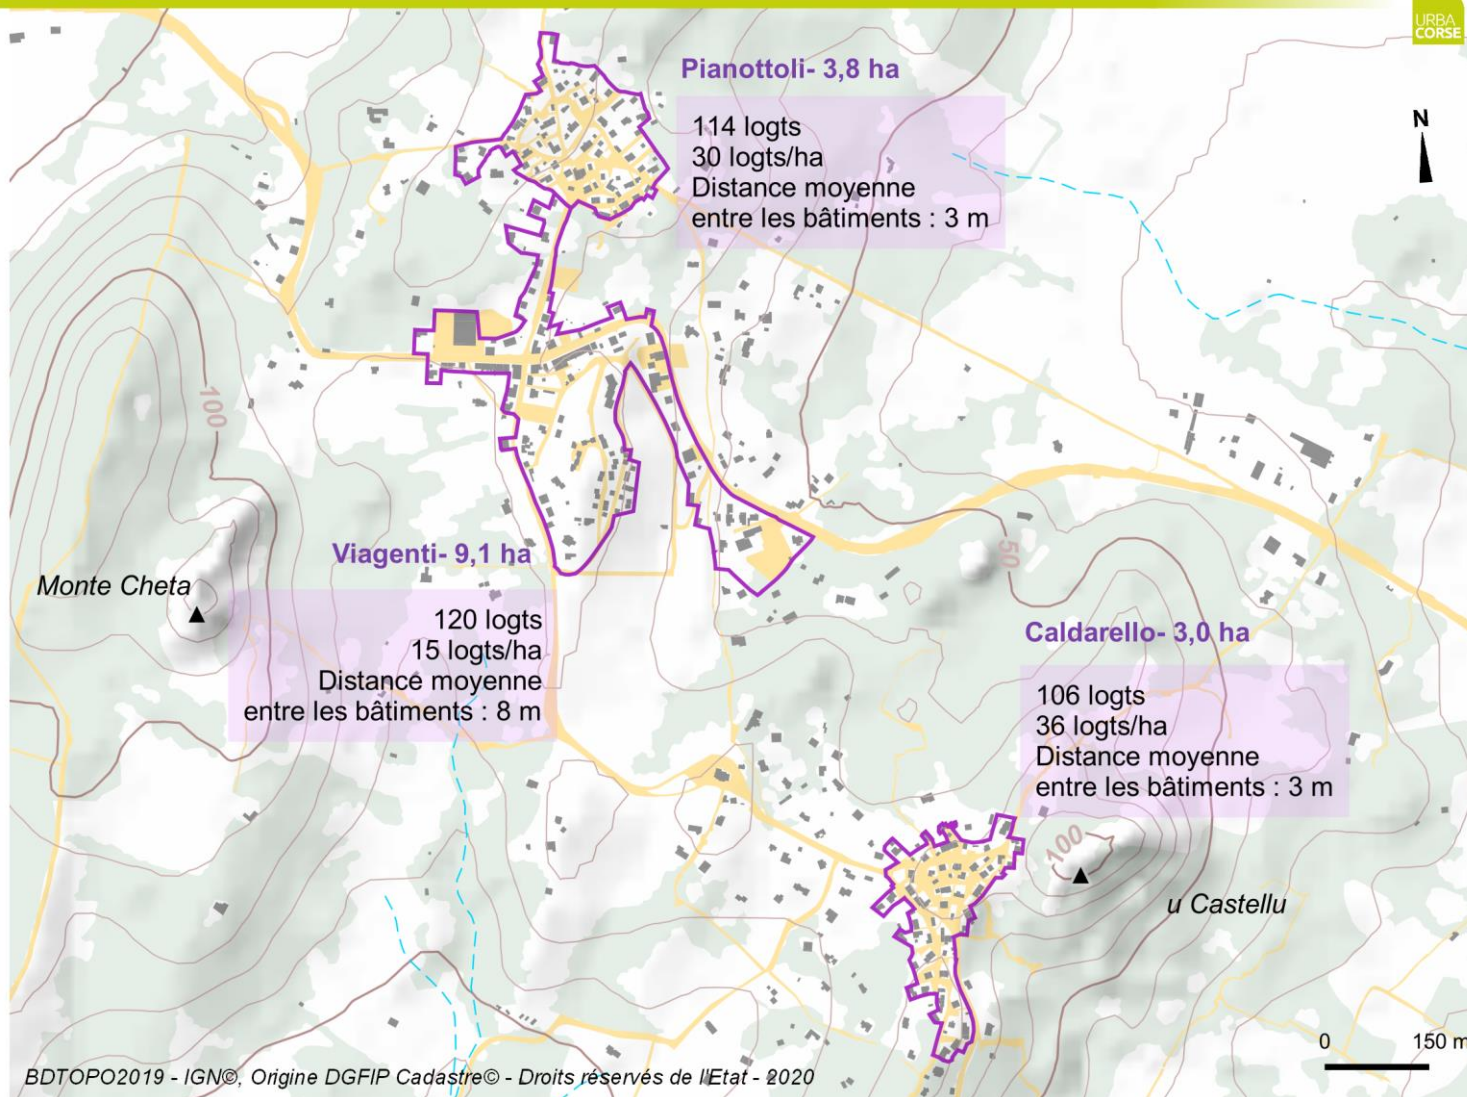 URBA
CORSE
Pianottoli- 3,8 ha
114 logts
30 logts/ha
Distance moyenne
entre les bâtiments : 3 m
N
100
Viagenti- 9,1 ha
50
Monte Cheta
120 logts
15 logts/ha
Distance moyenne
entre les bâtiments : 8 m
Caldarello- 3,0 ha
106 logts
36 logts/ha
Distance moyenne
entre les bâtiments : 3 m
100
u Castellu
0 150 m
BDTOPO2019 - IGN©, Origine DGFIP Cadastre© - Droits réservés de l'Etat - 2020